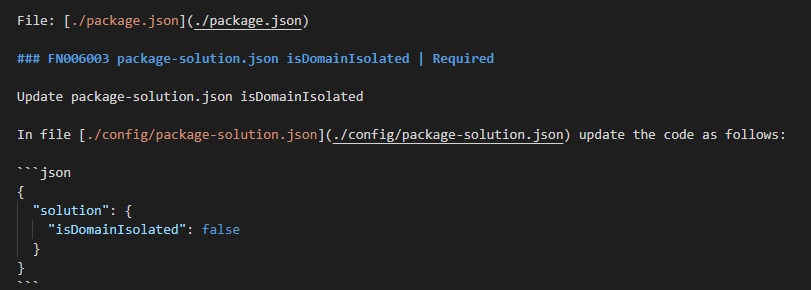 File: [./package.json](./package.json)
### FN006003 package-solution.json isDomainIsolated | Required
Update package-solution.json isDomainIsolated
In file [./config/package-solution.json](./config/package-solution.json) update the code as follows:
```json
{
  "solution": {
    "isDomainIsolated": false
  }
}
```